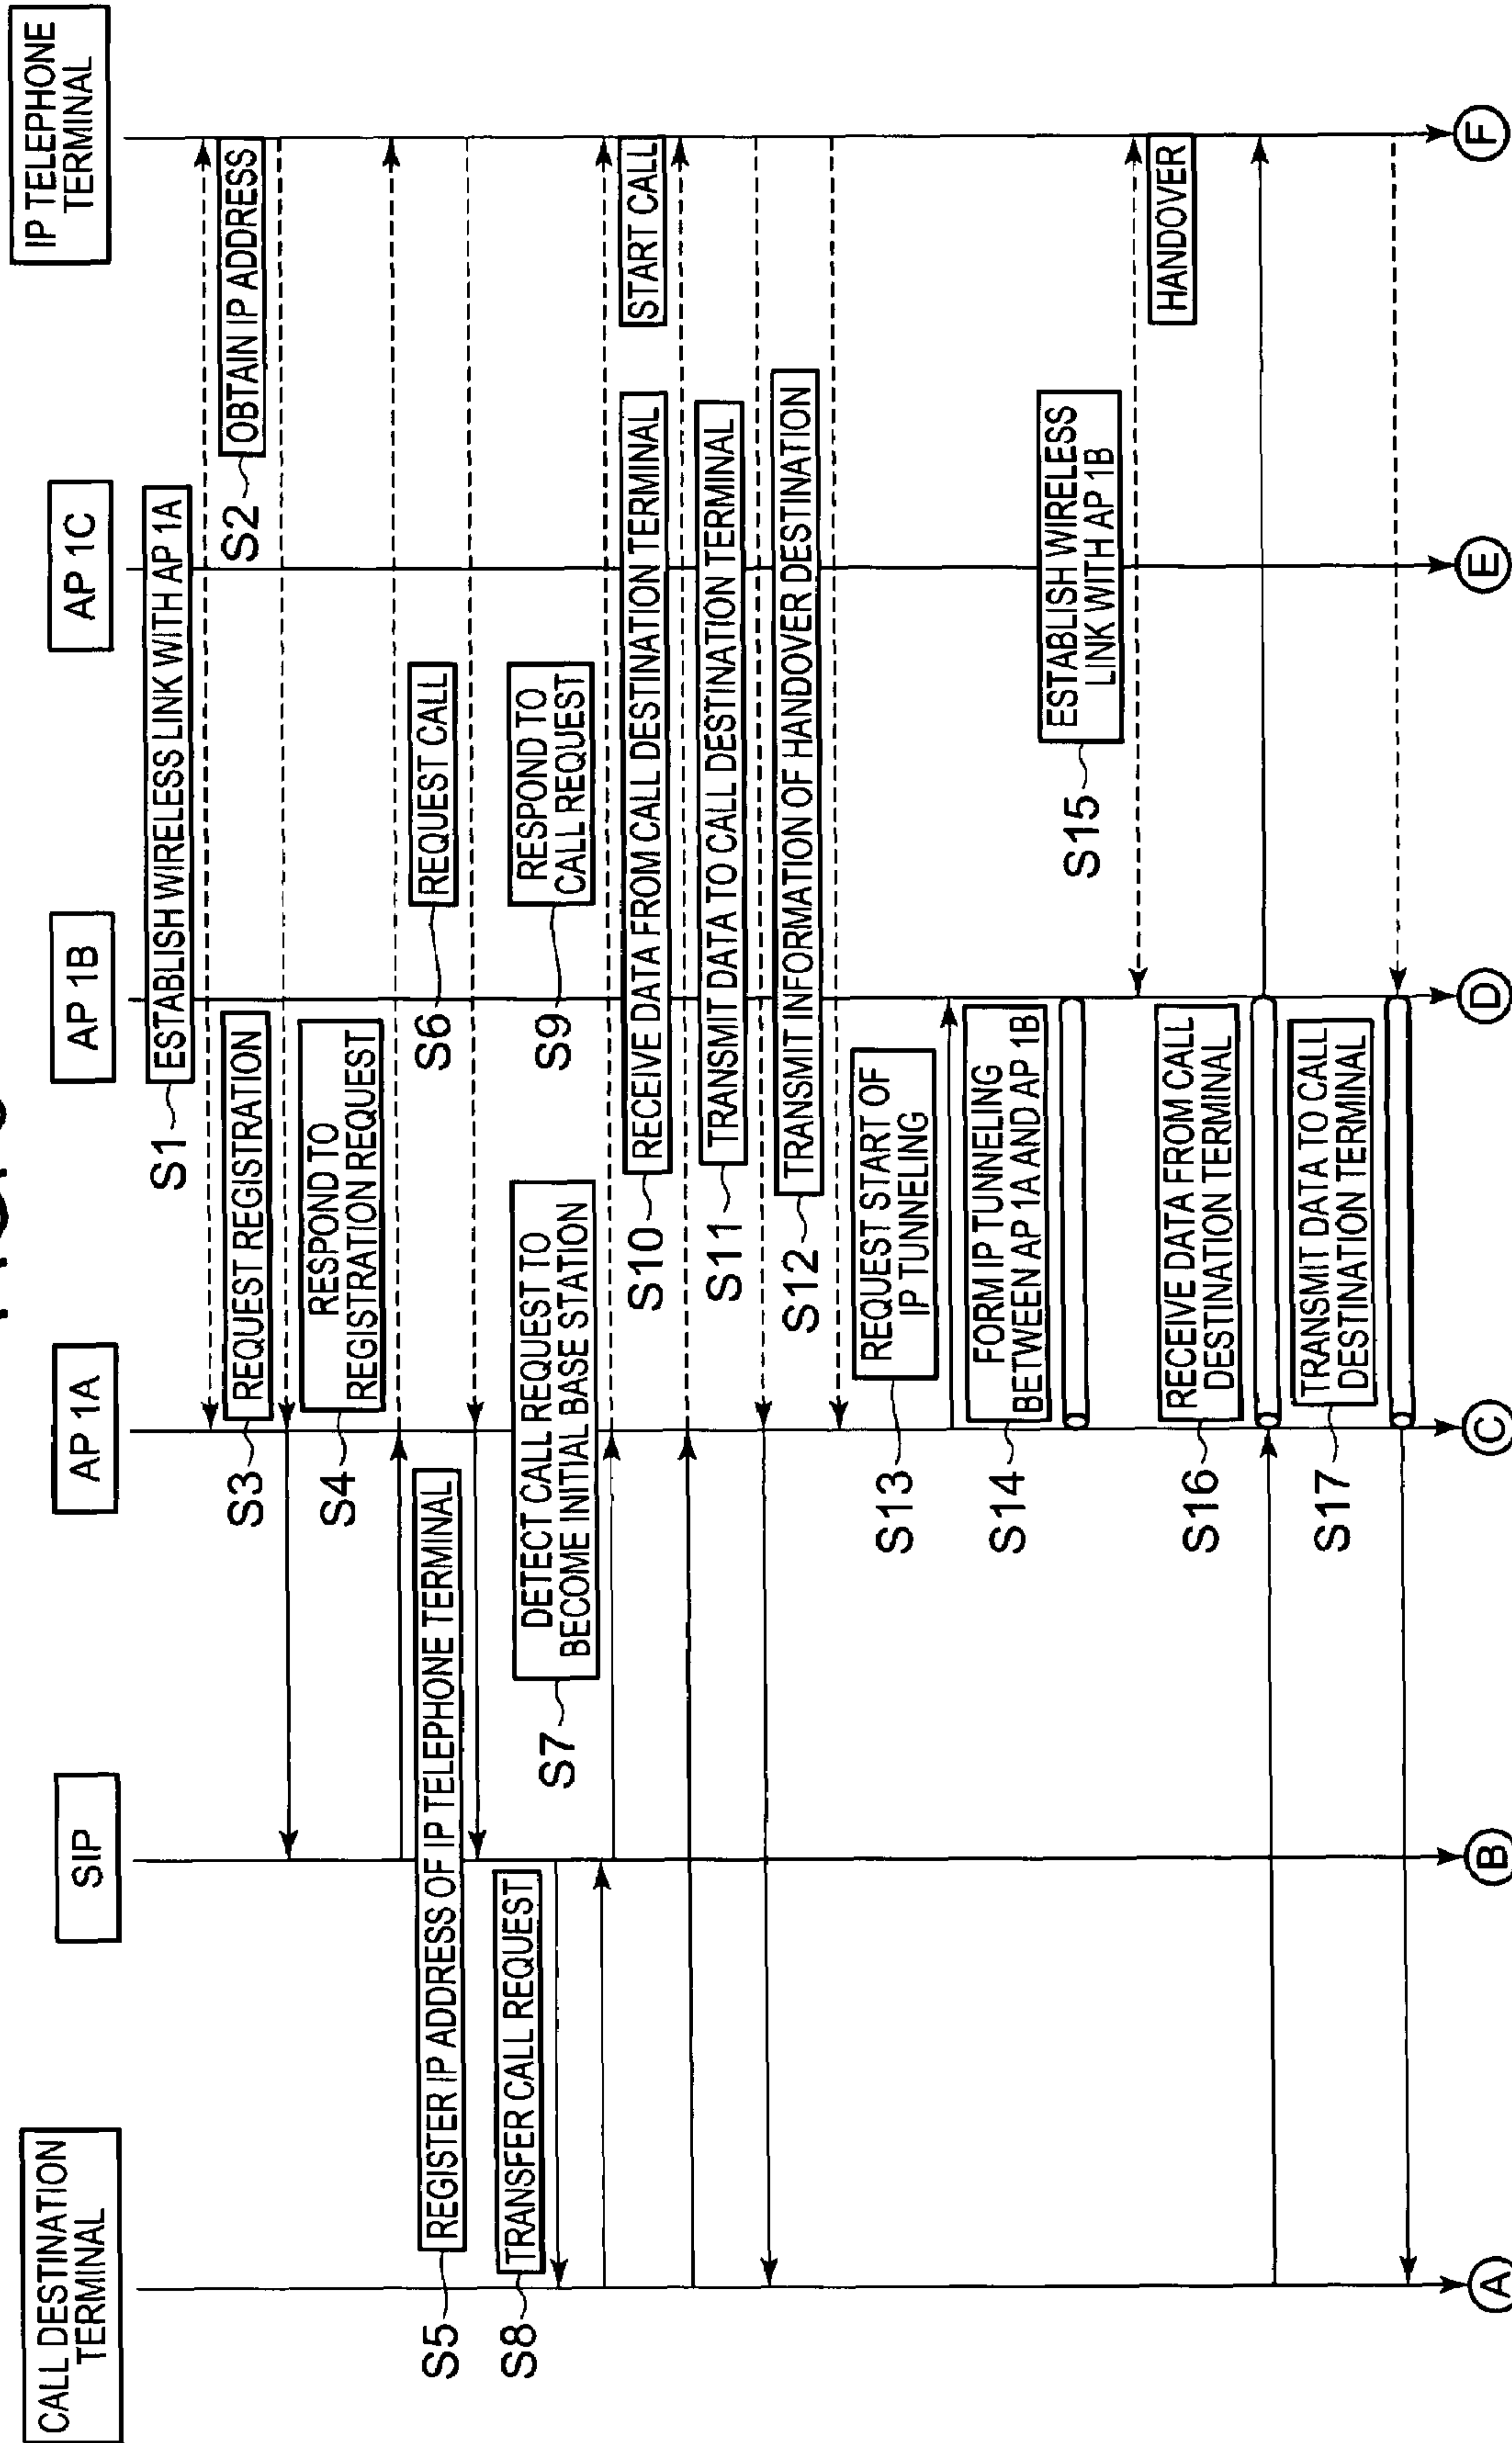 CALL DESTINATION
TERMINAL
SIP
AP 1A
AP 1B
AP 1C
IP TELEPHONE
TERMINAL
S1
ESTABLISH WIRELESS LINK WITH AP 1A
S2
OBTAIN IP ADDRESS
S3
REQUEST REGISTRATION
S4
RESPOND TO
REGISTRATION REQUEST
S5
REGISTER IP ADDRESS OF IP TELEPHONE TERMINAL
S6
REQUEST CALL
S7
DETECT CALL REQUEST TO
BECOME INITIAL BASE STATION
S8
TRANSFER CALL REQUEST
S9
RESPOND TO
CALL REQUEST
START CALL
S10
RECEIVE DATA FROM CALL DESTINATION TERMINAL
S11
TRANSMIT DATA TO CALL DESTINATION TERMINAL
S12
TRANSMIT INFORMATION OF HANDOVER DESTINATION
S13
REQUEST START OF
IP TUNNELING
S14
FORM IP TUNNELING
BETWEEN AP 1A AND AP 1B
S15
ESTABLISH WIRELESS
LINK WITH AP 1B
HANDOVER
S16
RECEIVE DATA FROM CALL
DESTINATION TERMINAL
S17
TRANSMIT DATA TO CALL
DESTINATION TERMINAL
A
B
C
D
E
F